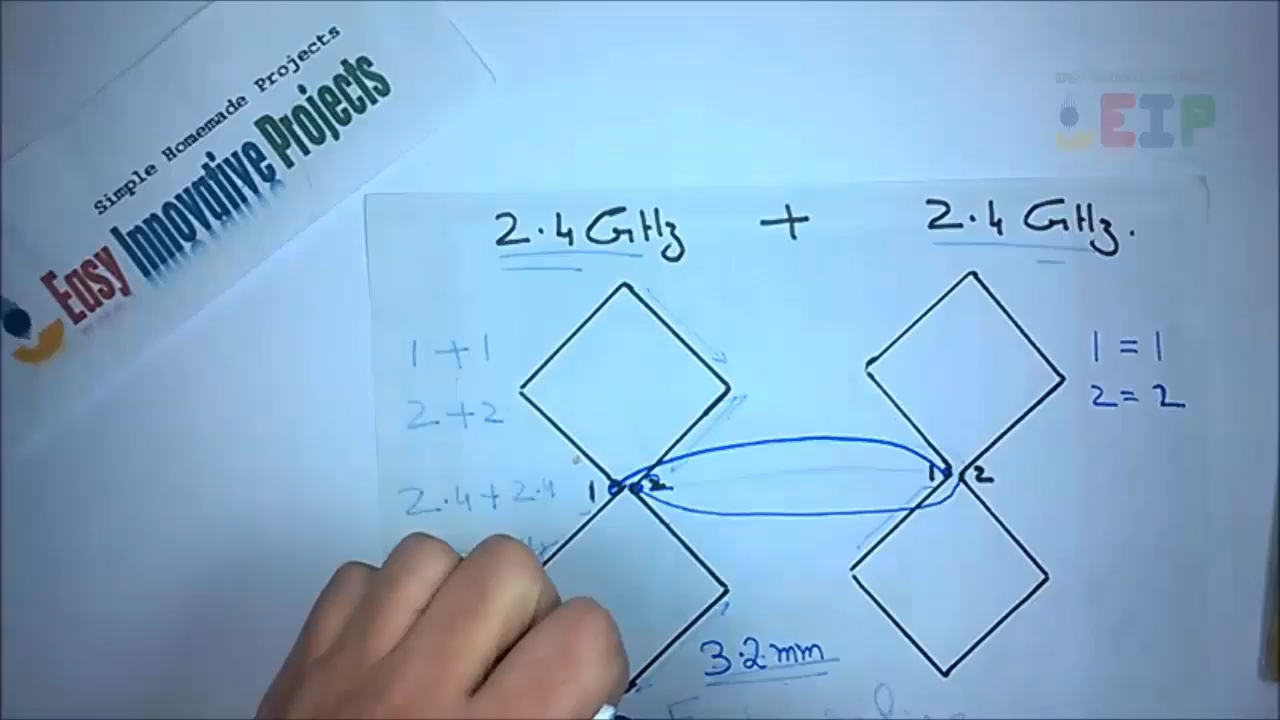 Simple Homemade Projects
Easy Innovative Projects
EIP
2.4 GHz + 2.4 GHz.
1 + 1
2 + 2
2.4 + 2.4
1 = 1
2 = 2
1 2
1 2
3.2 mm